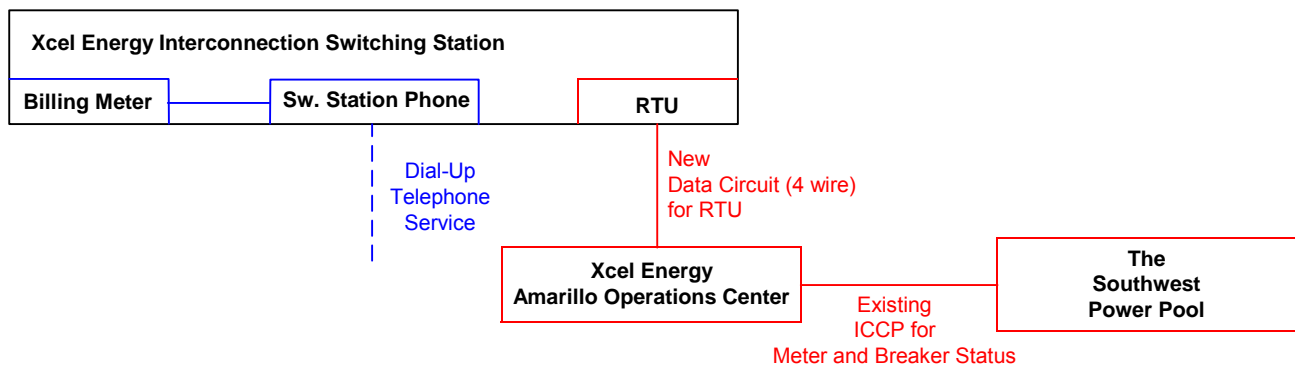 Xcel Energy Interconnection Switching Station
Billing Meter
Sw. Station Phone
RTU
Dial-Up
Telephone
Service
New
Data Circuit (4 wire)
for RTU
Xcel Energy
Amarillo Operations Center
Existing
ICCP for
Meter and Breaker Status
The
Southwest
Power Pool